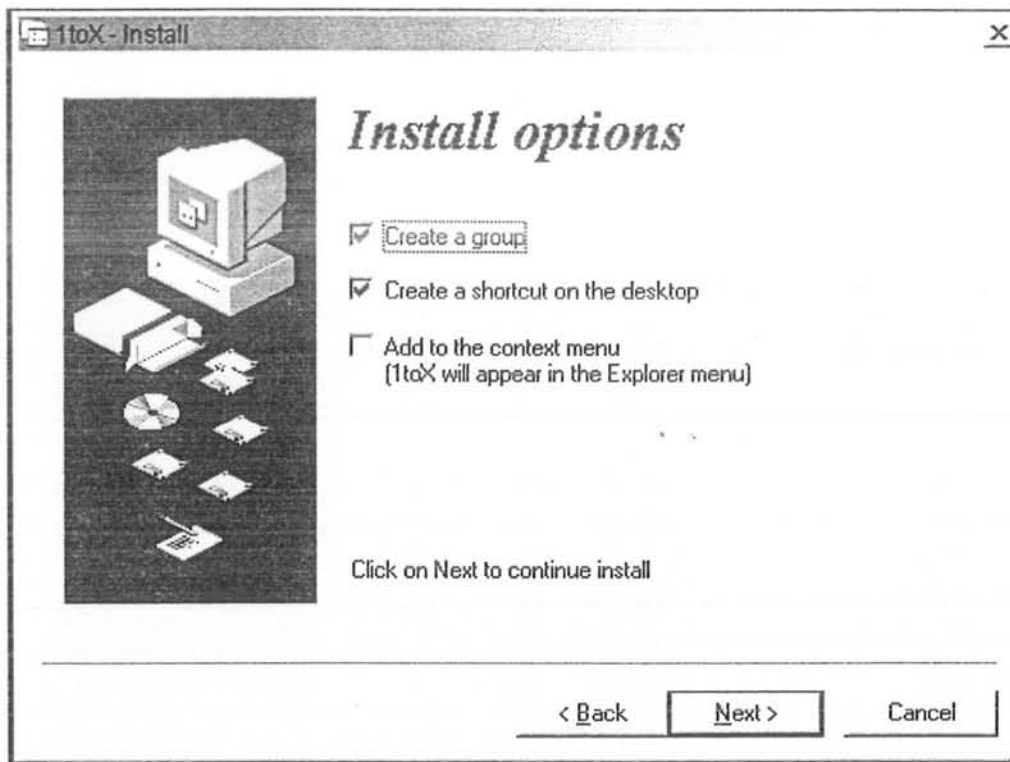 1toX - Install
Install options
Create a group
Create a shortcut on the desktop
Add to the context menu
(1toX will appear in the Explorer menu)
Click on Next to continue install
< Back Next > Cancel